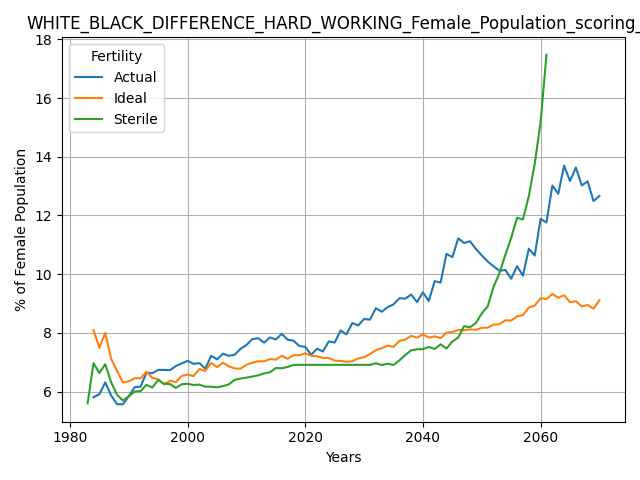 WHITE_BLACK_DIFFERENCE_HARD_WORKING_Female_Population_scoring_
Fertility
Actual
Ideal
Sterile
% of Female Population
18
16
14
12
10
8
6
1980
2000
2020
2040
2060
Years